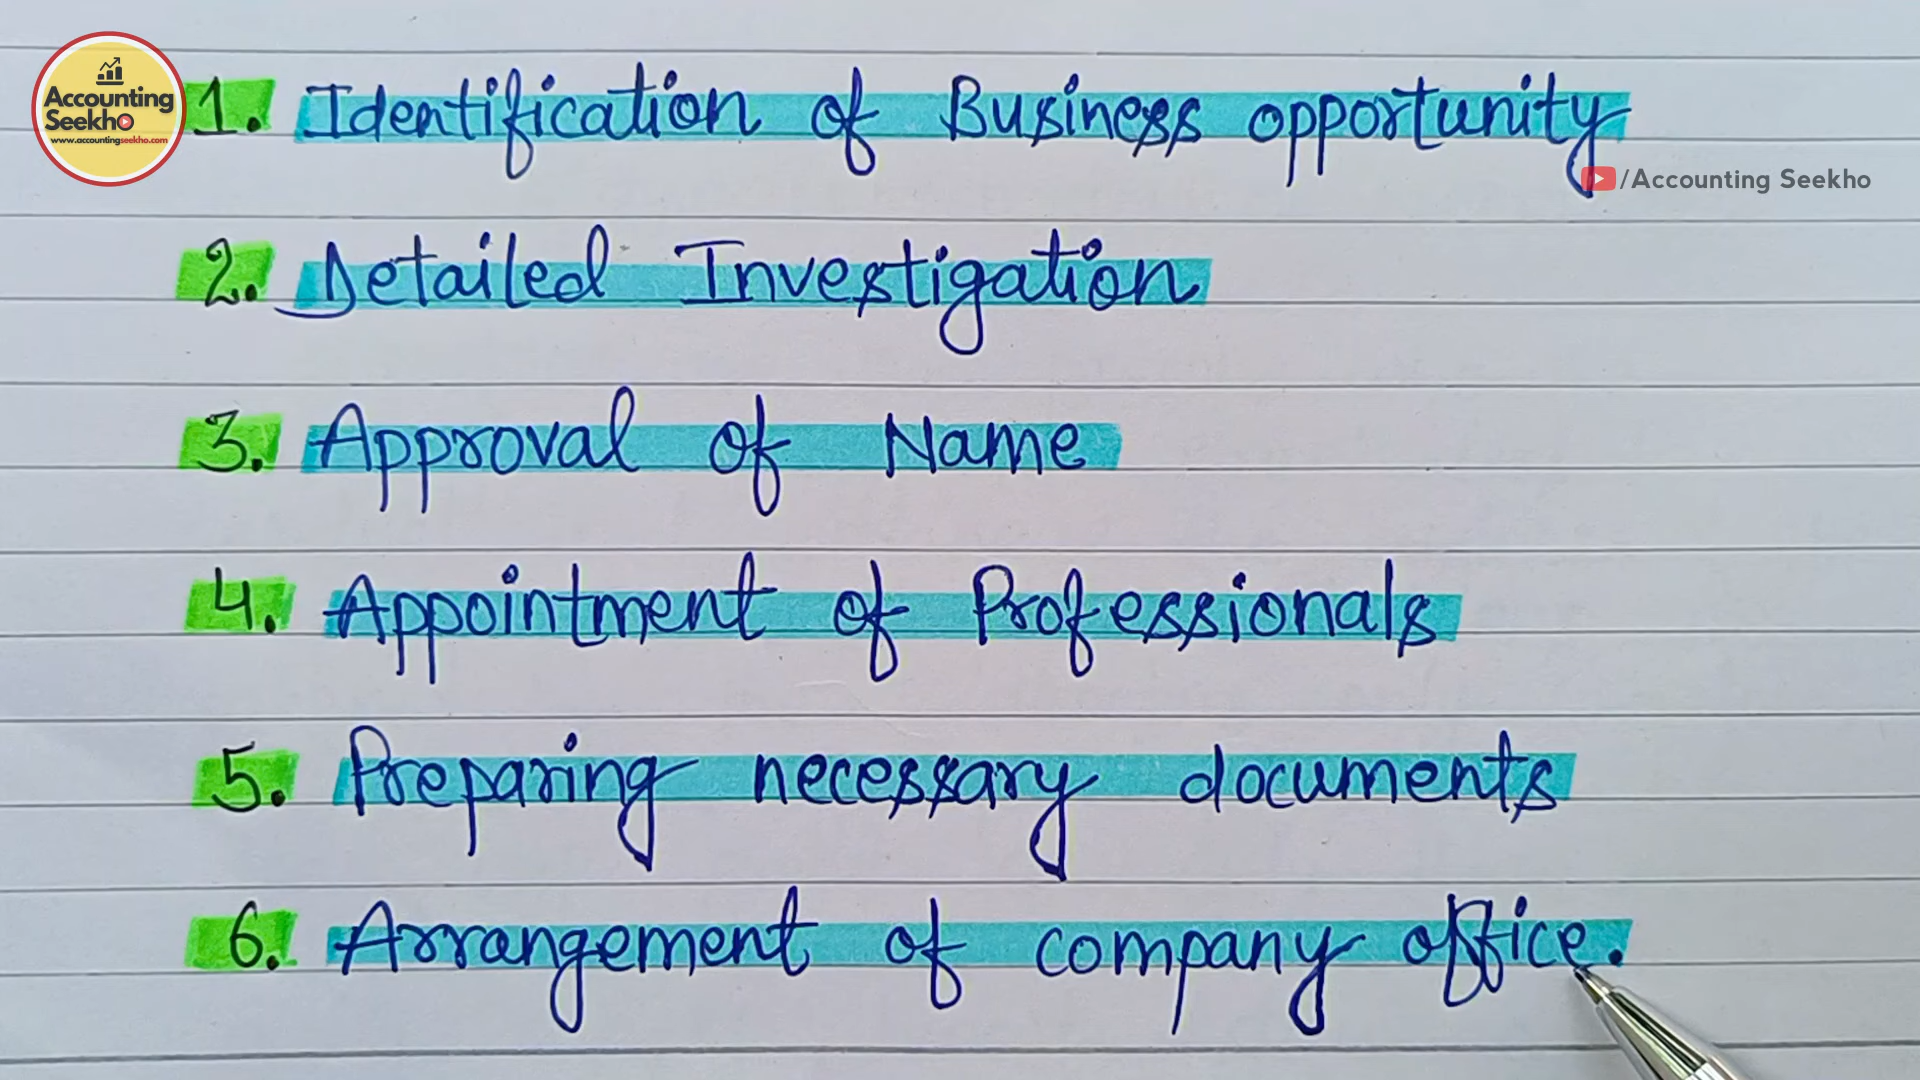 Accounting
Seekho
www.accountingseekho.com
1. Identification of Business opportunity
/Accounting Seekho
2. Detailed Investigation
3. Approval of Name
4. Appointment of Professionals
5. Preparing necessary documents
6. Arrangement of company office.